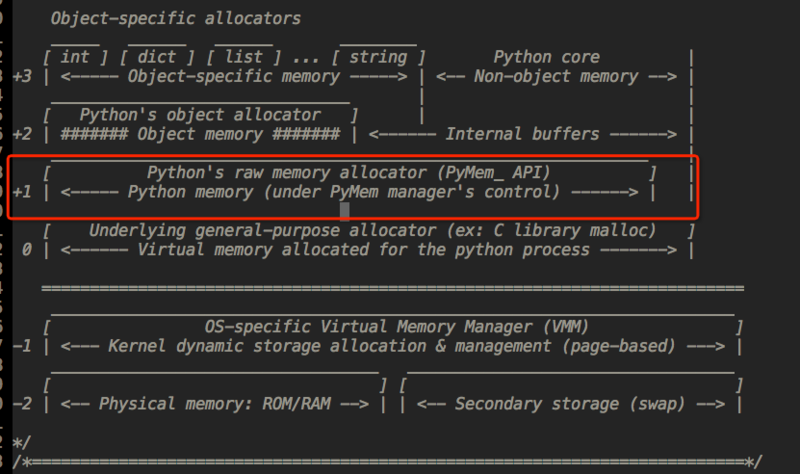 Object-specific allocators
[ int ] [ dict ] [ list ] ... [ string ] Python core |
+3 | <----- Object-specific memory -----> | <-- Non-object memory --> |
[ Python's object allocator ] | |
+2 | ####### Object memory ####### | <------ Internal buffers ------> |
[ Python's raw memory allocator (PyMem_ API) ] |
+1 | <----- Python memory (under PyMem manager's control) ------> | |
[ Underlying general-purpose allocator (ex: C library malloc) ]
0 | <------ Virtual memory allocated for the python process -------> |
=========================================================================
[ OS-specific Virtual Memory Manager (VMM) ]
-1 | <--- Kernel dynamic storage allocation & management (page-based) ---> |
[ ] [ ]
-2 | <-- Physical memory: ROM/RAM --> | | <-- Secondary storage (swap) --> |
*/
/*==========================================================================*/